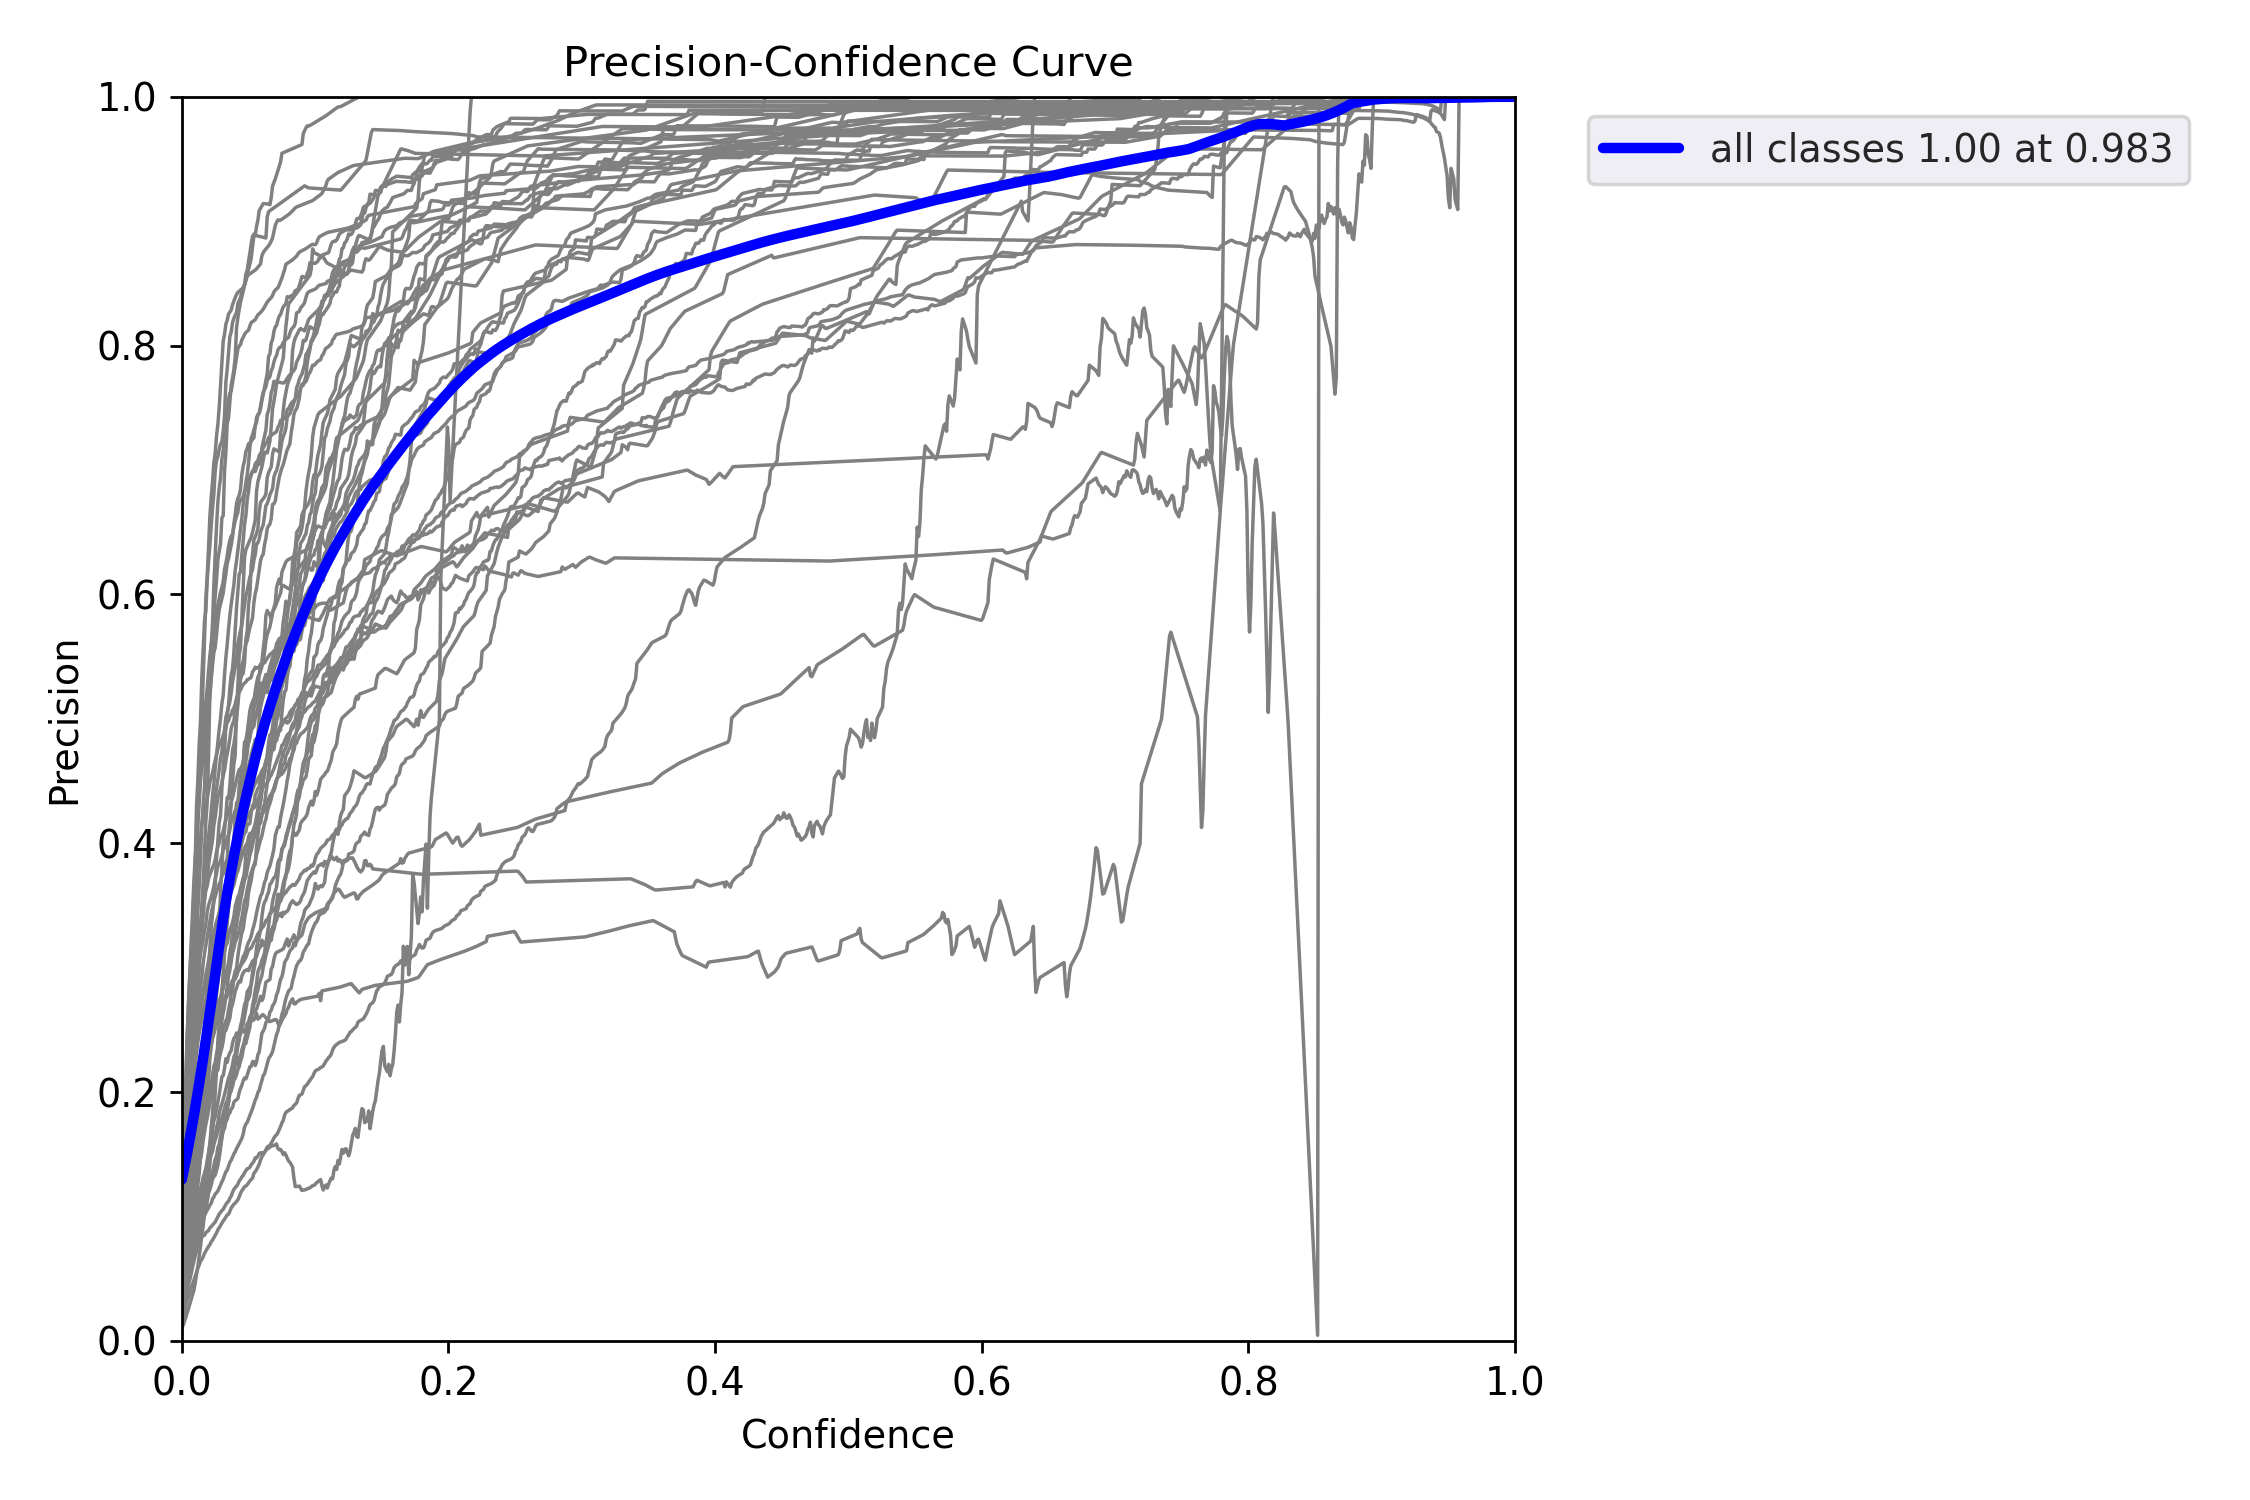 Precision-Confidence Curve
1.0
0.8
0.6
0.4
0.2
0.0
Precision
0.0 0.2 0.4 0.6 0.8 1.0
Confidence
all classes 1.00 at 0.983